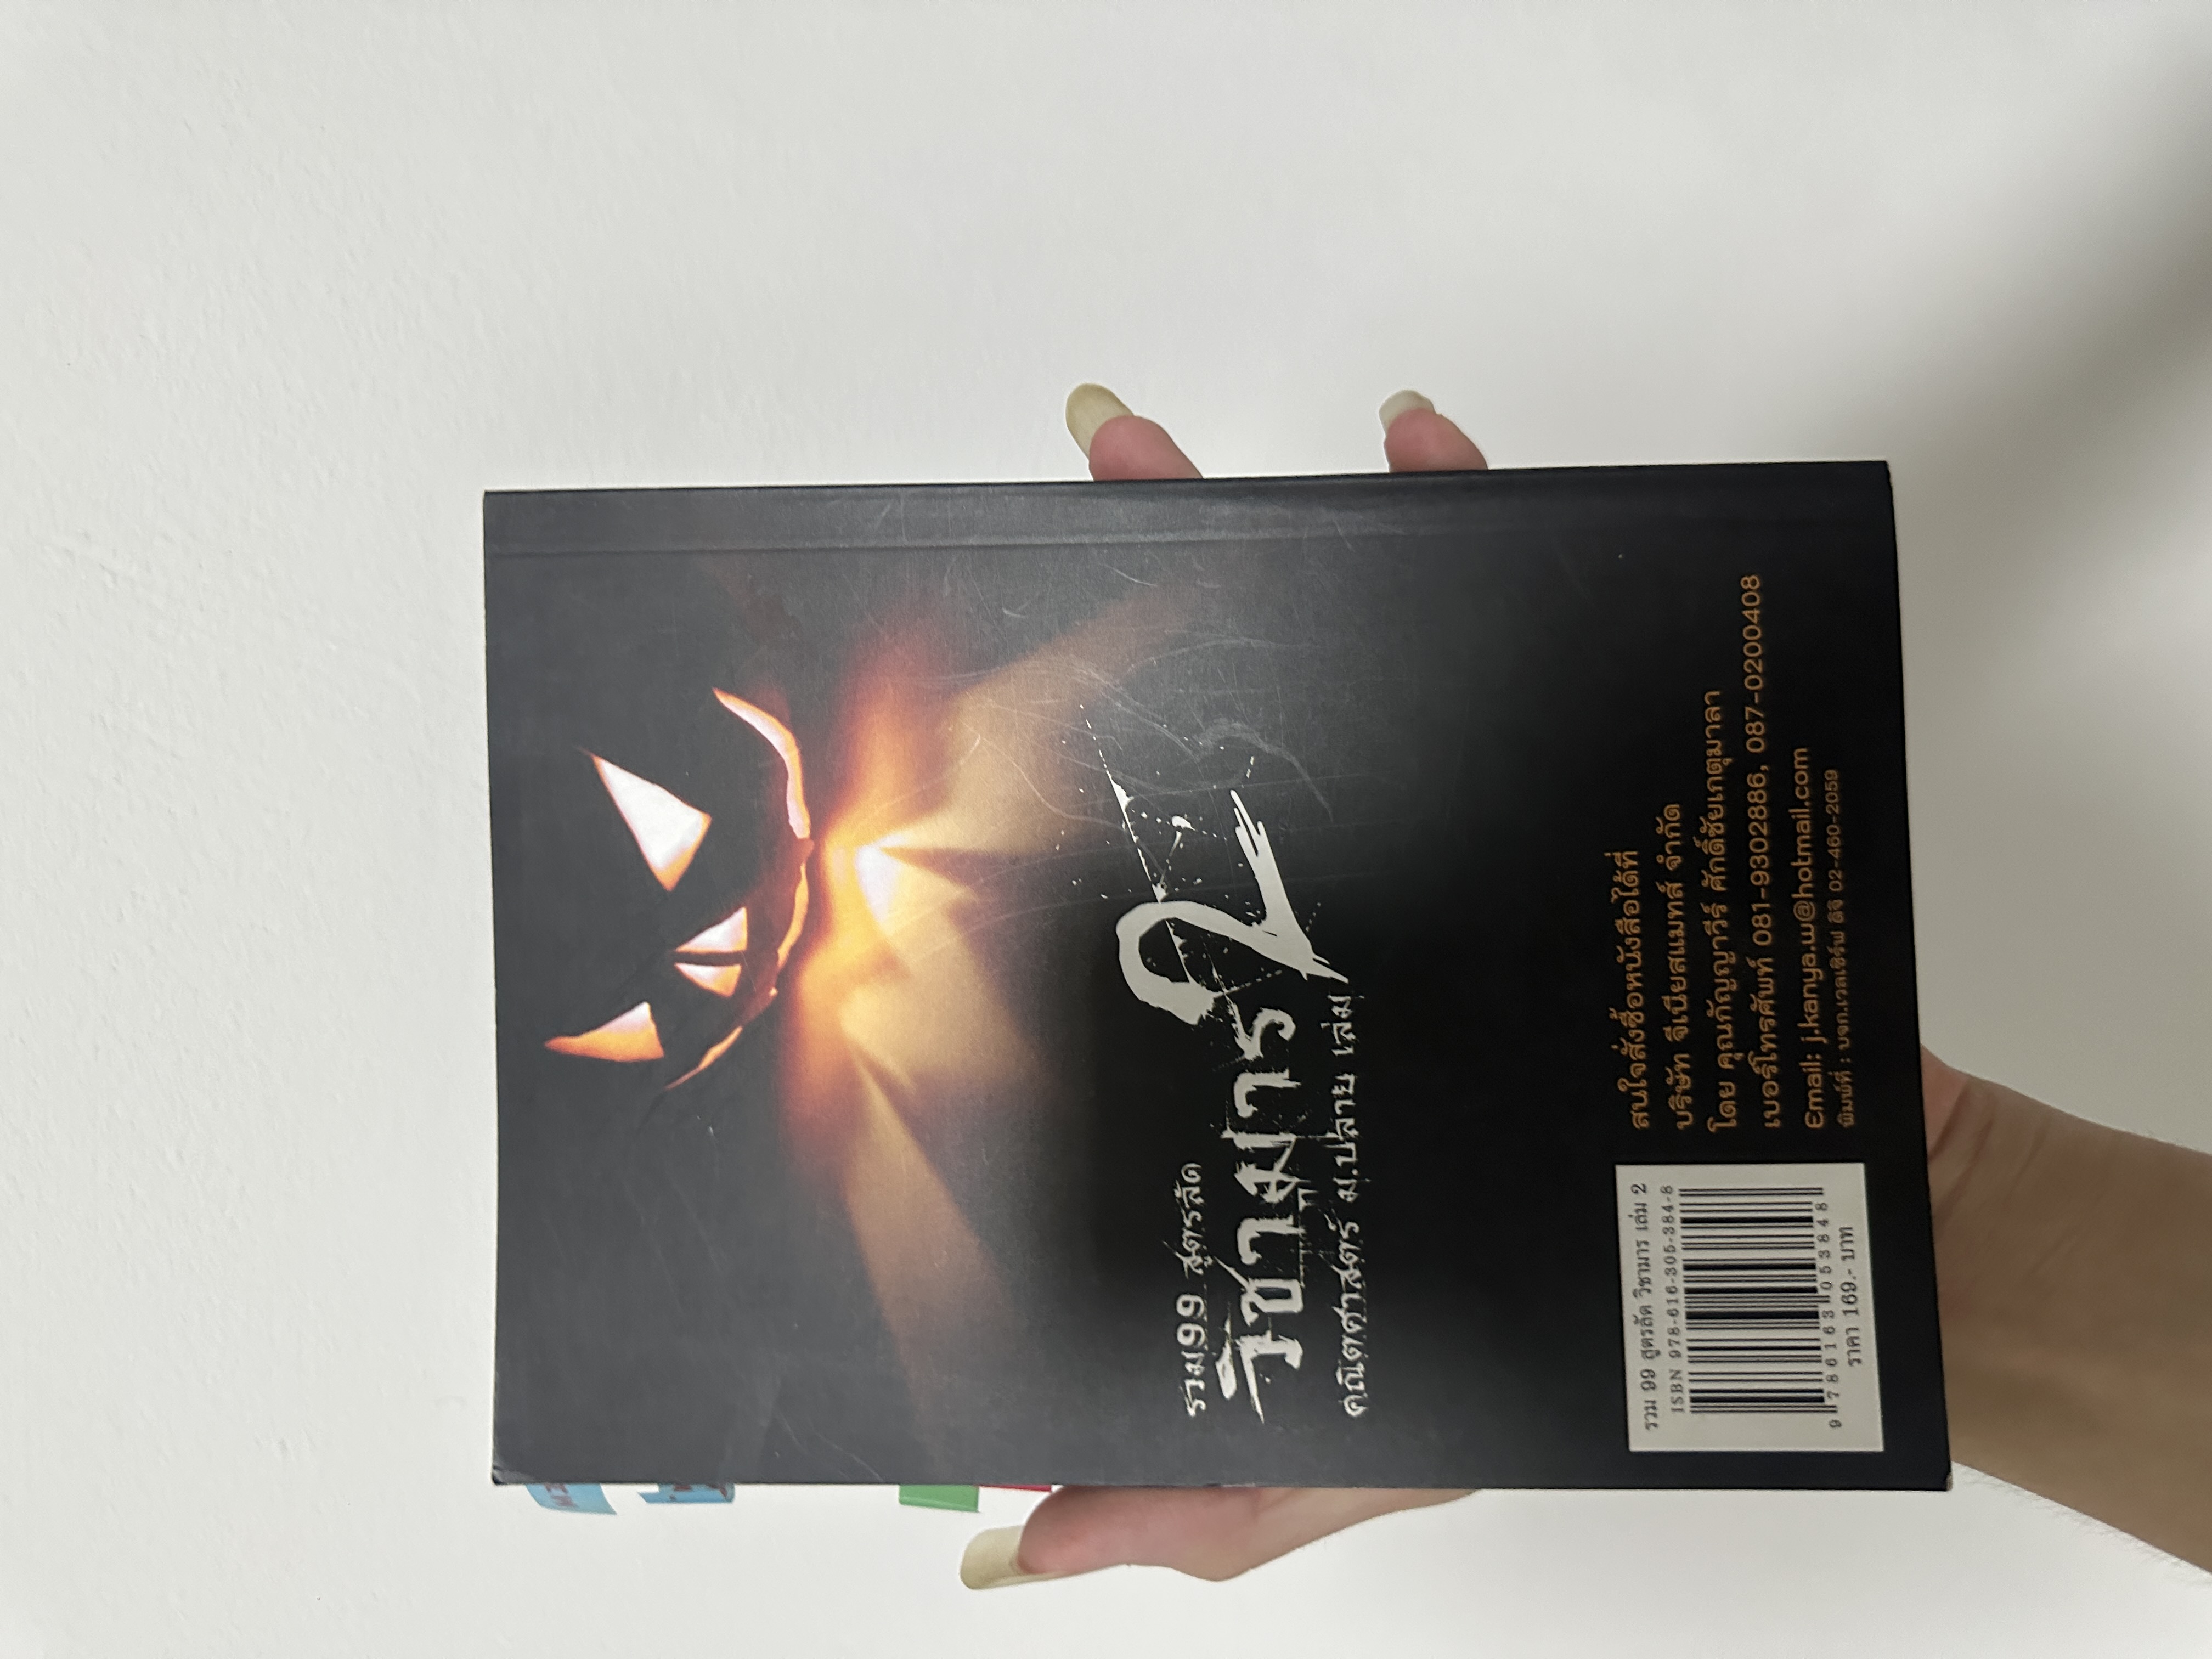 รวม99 สูตรลัด
วิชามาร 2
คณิตศาสตร์ ม.ปลาย เล่ม
รวม 99 สูตรลัด วิชามาร เล่ม 2
ISBN 978-616-305-384-8
9 786163 053848
ราคา 169.- บาท
สนใจสั่งซื้อหนังสือได้ที่
บริษัท จีเนียสแมทส์ จำกัด
โดย คุณกัญญาวีร์ ศักดิ์ชัยเกตุมาลา
เบอร์โทรศัพท์ 081-9302886, 087-0200408
Email: j.kanya.w@hotmail.com
พิมพ์ที่ : บจก.เวลเชิร์ฟ ดิจิ 02-460-2059